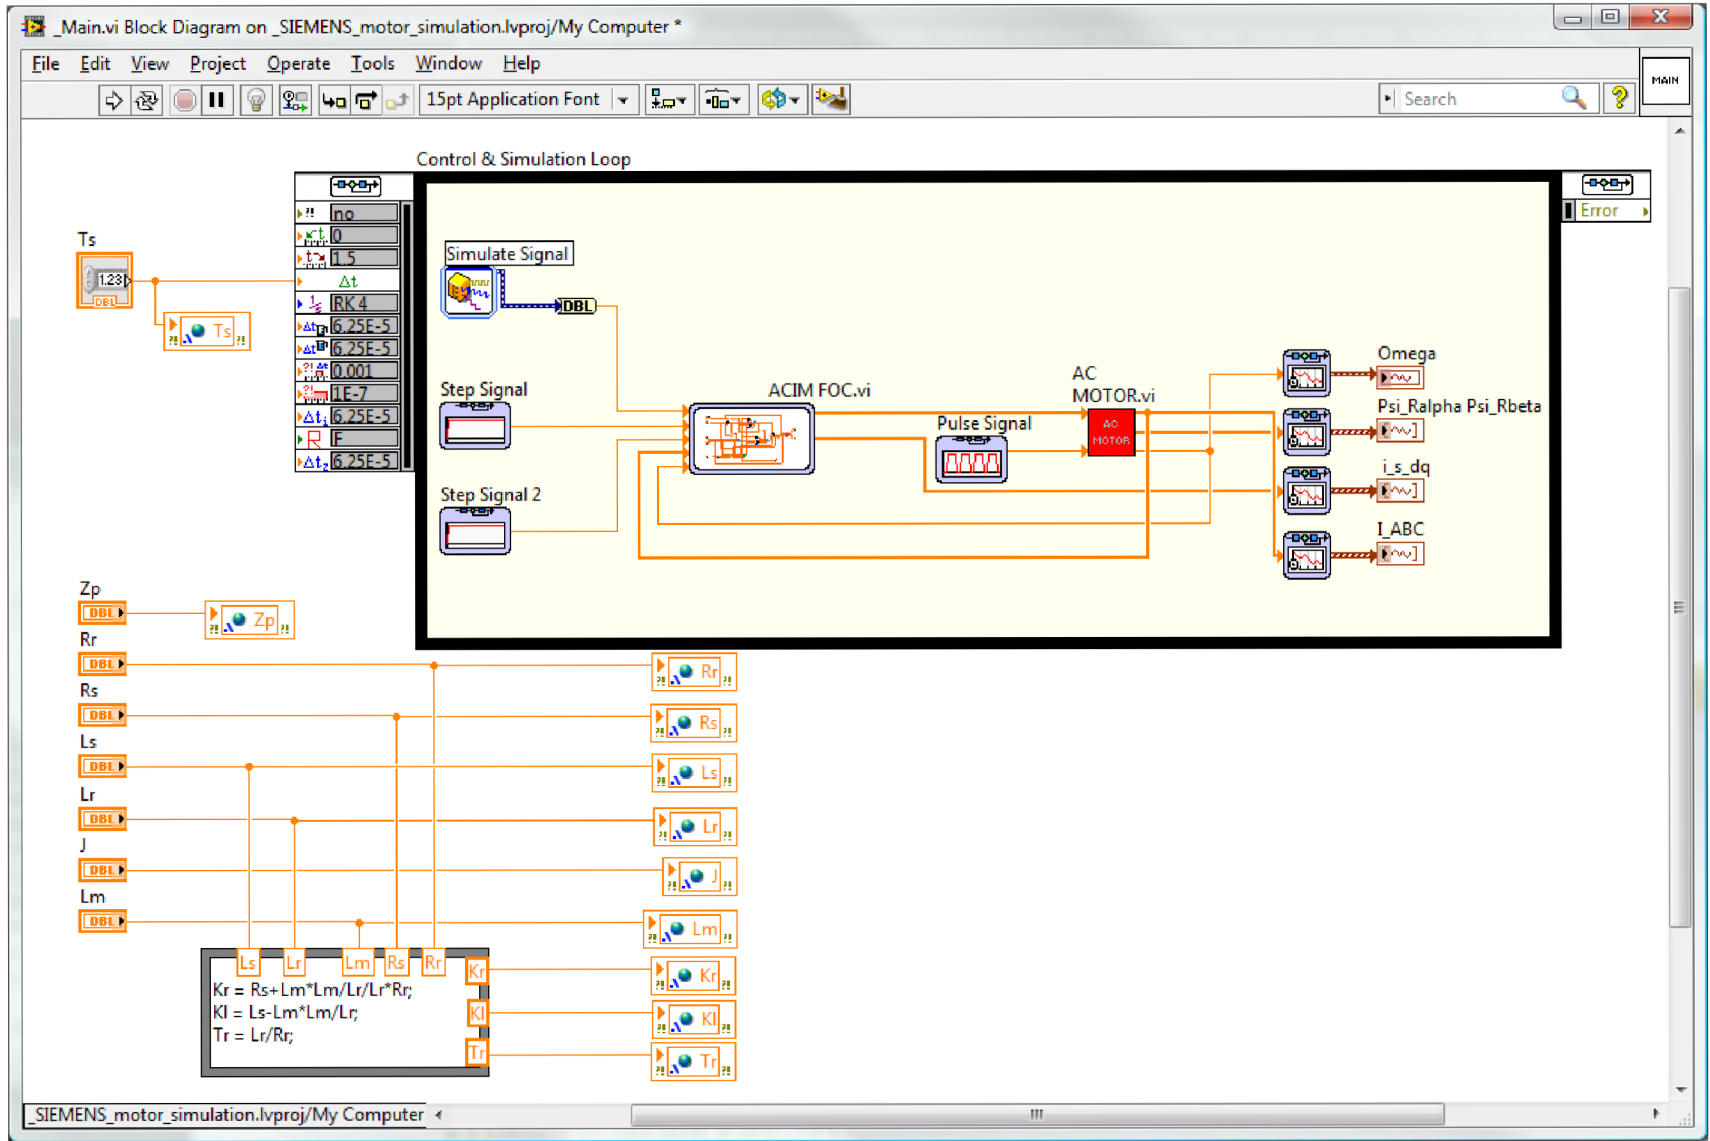 _Main.vi Block Diagram on _SIEMENS_motor_simulation.lvproj/My Computer *
File Edit View Project Operate Tools Window Help
15pt Application Font
Search
MAIN
Control & Simulation Loop
no
0
1.5
Δt
RK 4
6.25E-5
6.25E-5
0.001
1E-7
6.25E-5
F
6.25E-5
Error
Ts
1.23
DBL
Ts
Simulate Signal
DBL
Step Signal
ACIM FOC.vi
AC
MOTOR.vi
AC
MOTOR
Pulse Signal
Step Signal 2
Omega
Psi_Ralpha Psi_Rbeta
i_s_dq
I_ABC
Zp
DBL
Zp
Rr
DBL
Rr
Rs
DBL
Rs
Ls
DBL
Ls
Lr
DBL
Lr
J
DBL
J
Lm
DBL
Lm
Ls Lr Lm Rs Rr
Kr
Kr
Kr = Rs+Lm*Lm/Lr/Lr*Rr;
Kl = Ls-Lm*Lm/Lr;
Tr = Lr/Rr;
Kl
Kl
Tr
Tr
_SIEMENS_motor_simulation.lvproj/My Computer